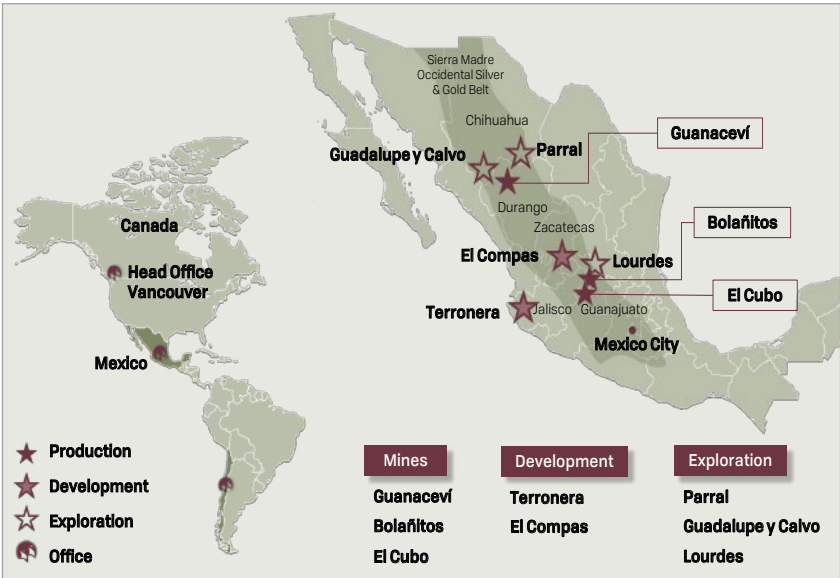 Sierra Madre
Occidental Silver
& Gold Belt
Chihuahua
Guanaceví
Guadalupe y Calvo
Parral
Durango
Zacatecas
Bolañitos
El Compas
Lourdes
El Cubo
Terronera
Jalisco
Guanajuato
Mexico City
Canada
Head Office
Vancouver
Mexico
Production
Development
Exploration
Office
Mines
Guanaceví
Bolañitos
El Cubo
Development
Terronera
El Compas
Exploration
Parral
Guadalupe y Calvo
Lourdes